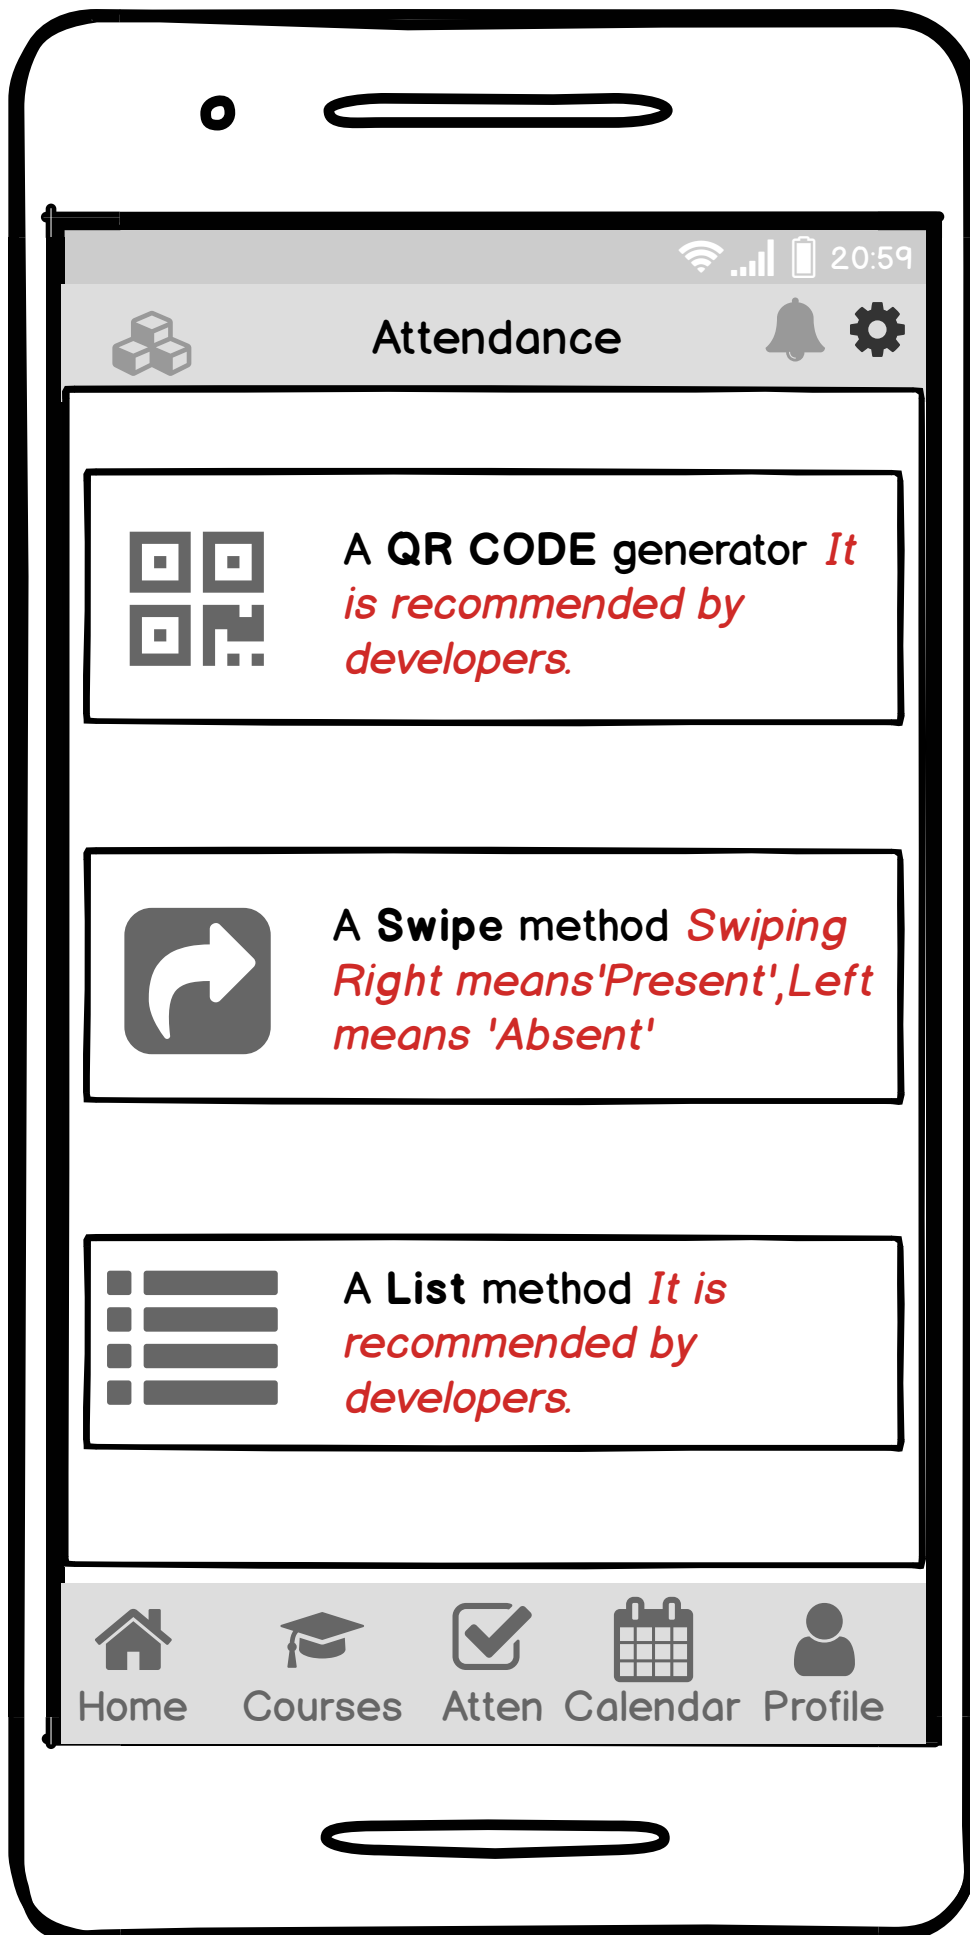 20:59
Attendance
A QR CODE generator It
is recommended by
developers.
A Swipe method Swiping
Right means'Present',Left
means 'Absent'
A List method It is
recommended by
developers.
Home Courses Atten Calendar Profile